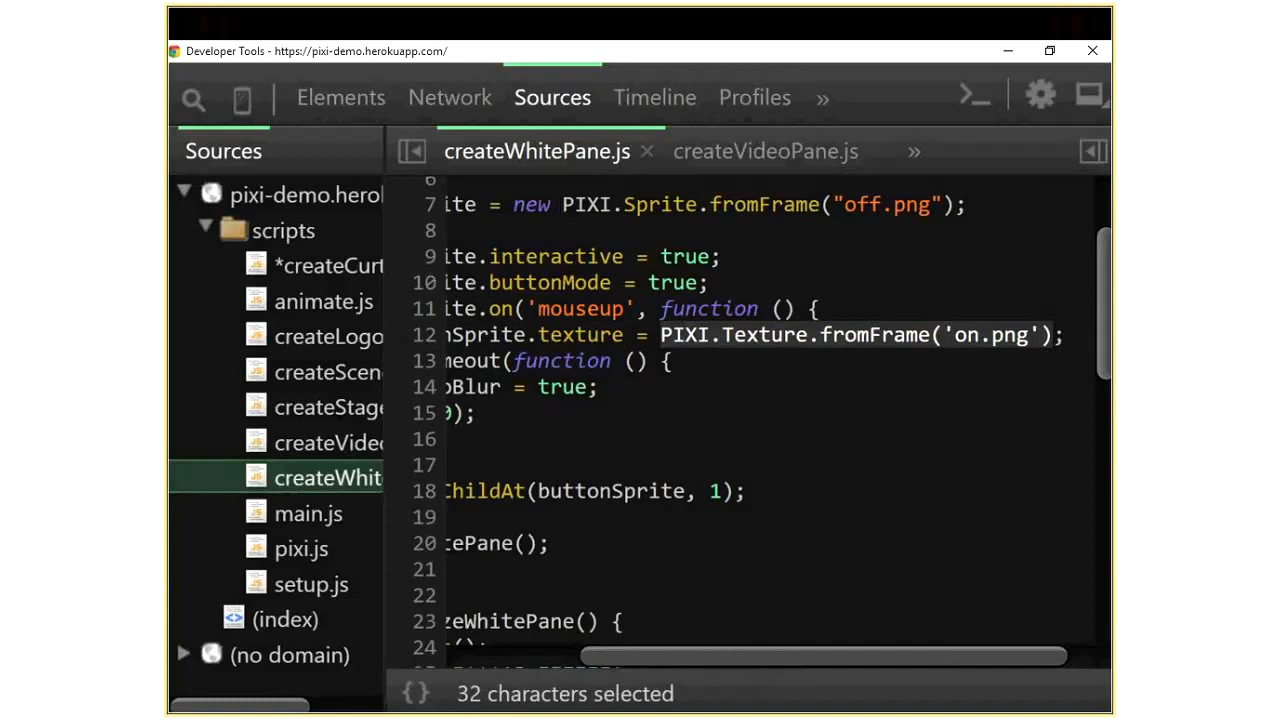 Developer Tools - https://pixi-demo.herokuapp.com/
Elements Network Sources Timeline Profiles »
Sources
pixi-demo.herol
scripts
*createCurt
animate.js
createLogo
createScen
createStage
createVideo
createWhit
main.js
pixi.js
setup.js
(index)
(no domain)
createWhitePane.js × createVideoPane.js »
6
7 ite = new PIXI.Sprite.fromFrame("off.png");
8
9 ite.interactive = true;
10 ite.buttonMode = true;
11 ite.on('mouseup', function () {
12 nSprite.texture = PIXI.Texture.fromFrame('on.png');
13 meout(function () {
14 oBlur = true;
15 0);
16
17
18 ChildAt(buttonSprite, 1);
19
20 tePane();
21
22
23 zeWhitePane() {
24
{} 32 characters selected